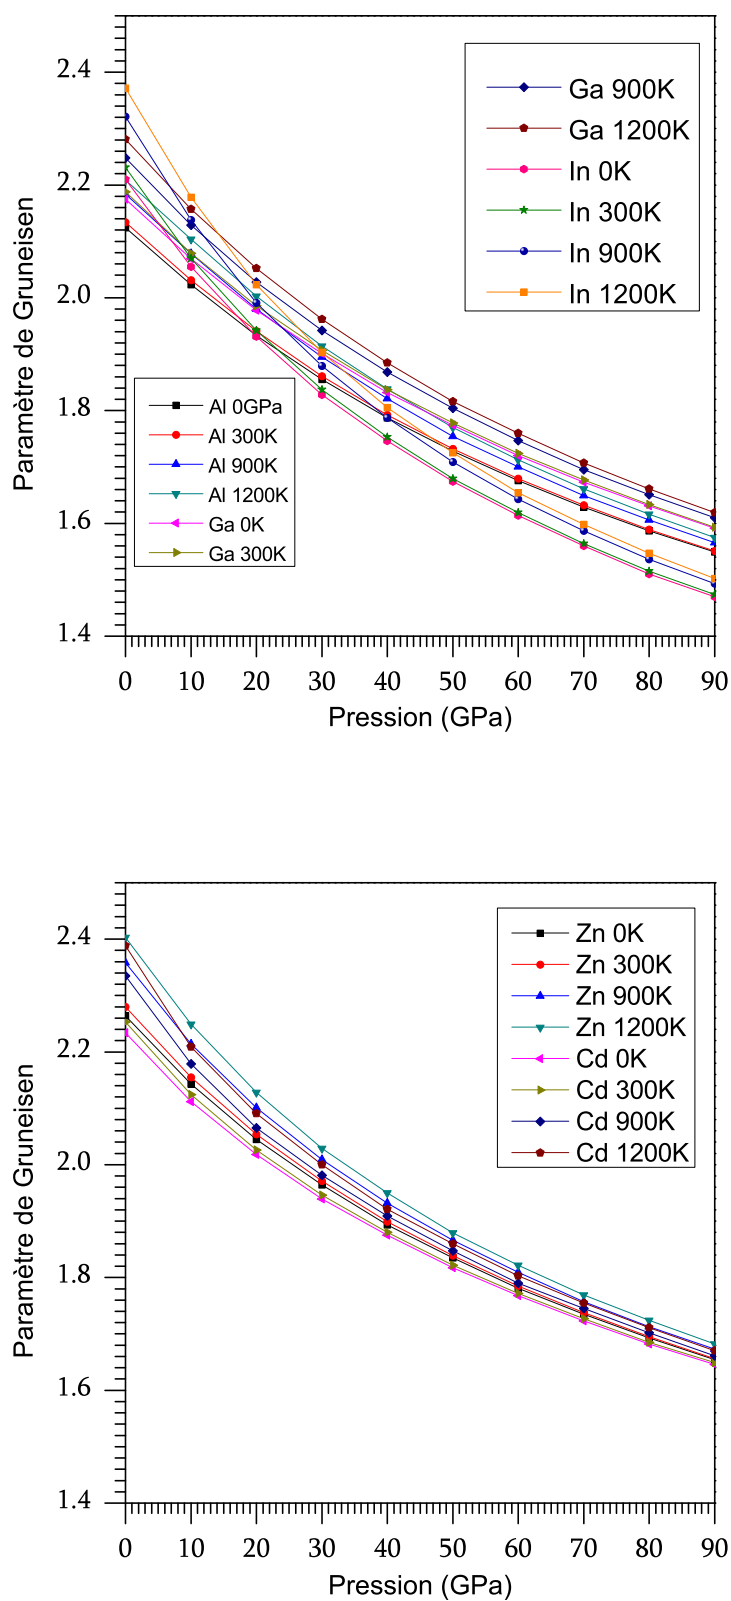 2.4
2.2
2.0
1.8
1.6
1.4
Paramètre de Gruneisen
Ga 900K
Ga 1200K
In 0K
In 300K
In 900K
In 1200K
Al 0GPa
Al 300K
Al 900K
Al 1200K
Ga 0K
Ga 300K
0 10 20 30 40 50 60 70 80 90
Pression (GPa)
2.4
2.2
2.0
1.8
1.6
1.4
Paramètre de Gruneisen
Zn 0K
Zn 300K
Zn 900K
Zn 1200K
Cd 0K
Cd 300K
Cd 900K
Cd 1200K
0 10 20 30 40 50 60 70 80 90
Pression (GPa)